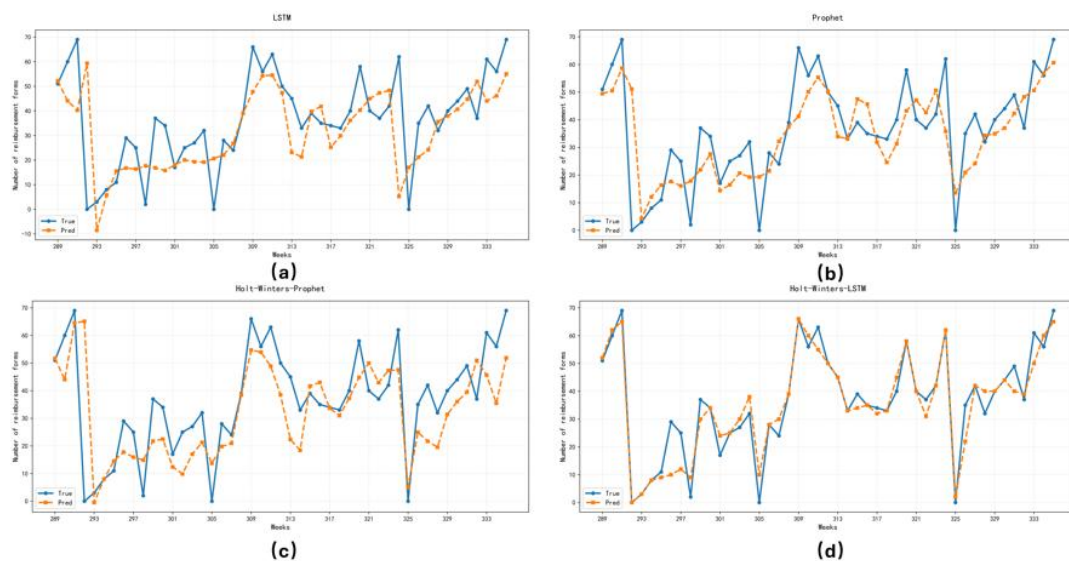 LSTM
Number of reimbursement forms
70
60
50
40
30
20
10
0
-10
True
Pred
289 293 297 301 305 309 313 317 321 325 329 333
Weeks
(a)
Prophet
Number of reimbursement forms
70
60
50
40
30
20
10
0
True
Pred
289 293 297 301 305 309 313 317 321 325 329 333
Weeks
(b)
Holt-Winters-Prophet
Number of reimbursement forms
70
60
50
40
30
20
10
0
True
Pred
289 293 297 301 305 309 313 317 321 325 329 333
Weeks
(c)
Holt-Winters-LSTM
Number of reimbursement forms
70
60
50
40
30
20
10
0
True
Pred
289 293 297 301 305 309 313 317 321 325 329 333
Weeks
(d)